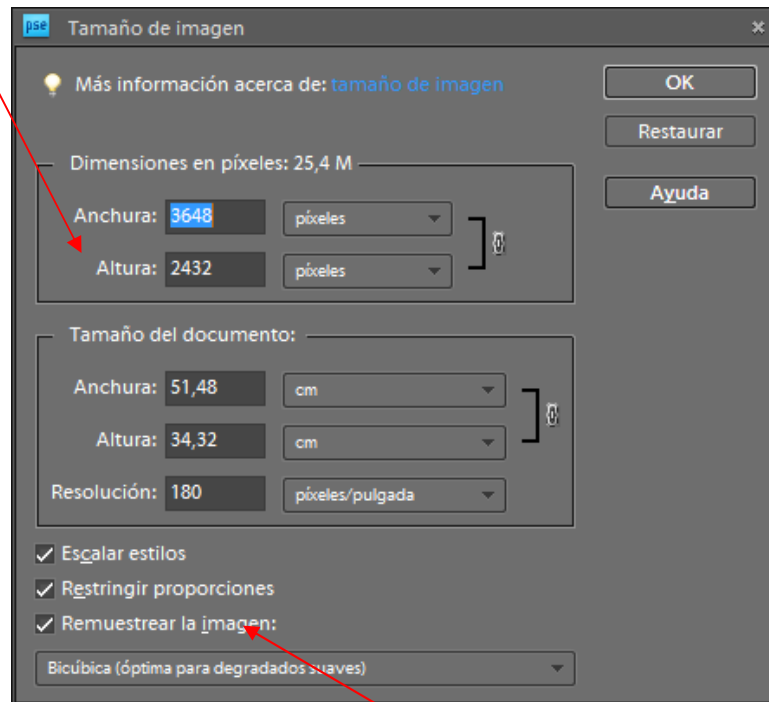 pse Tamaño de imagen
Más información acerca de: tamaño de imagen
OK
Restaurar
Ayuda
Dimensiones en píxeles: 25,4 M
Anchura: 3648 píxeles
Altura: 2432 píxeles
Tamaño del documento:
Anchura: 51,48 cm
Altura: 34,32 cm
Resolución: 180 píxeles/pulgada
Escalar estilos
Restringir proporciones
Remuestrear la imagen:
Bicúbica (óptima para degradados suaves)